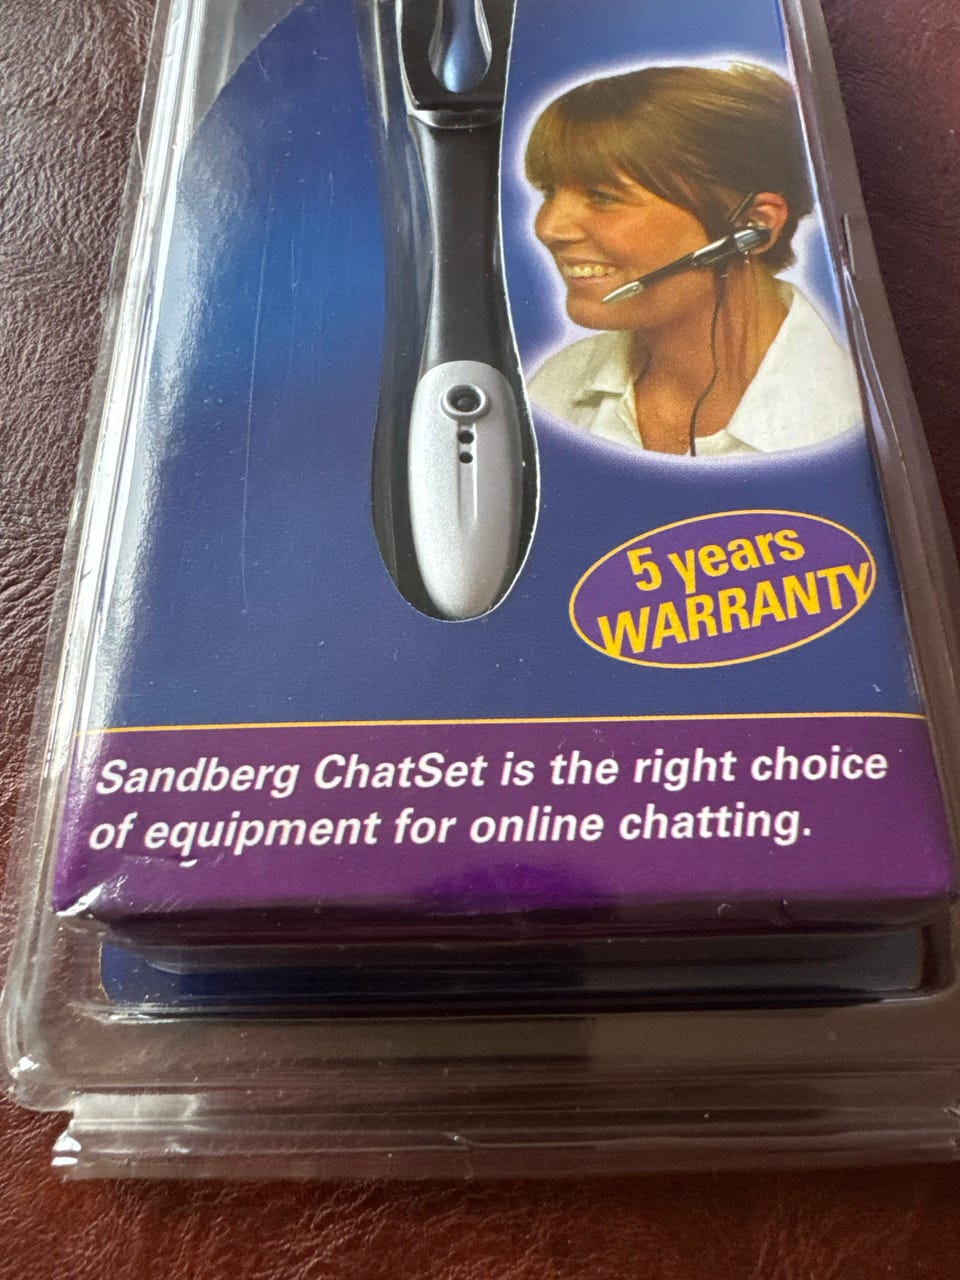 5 years
WARRANTY
Sandberg ChatSet is the right choice
of equipment for online chatting.